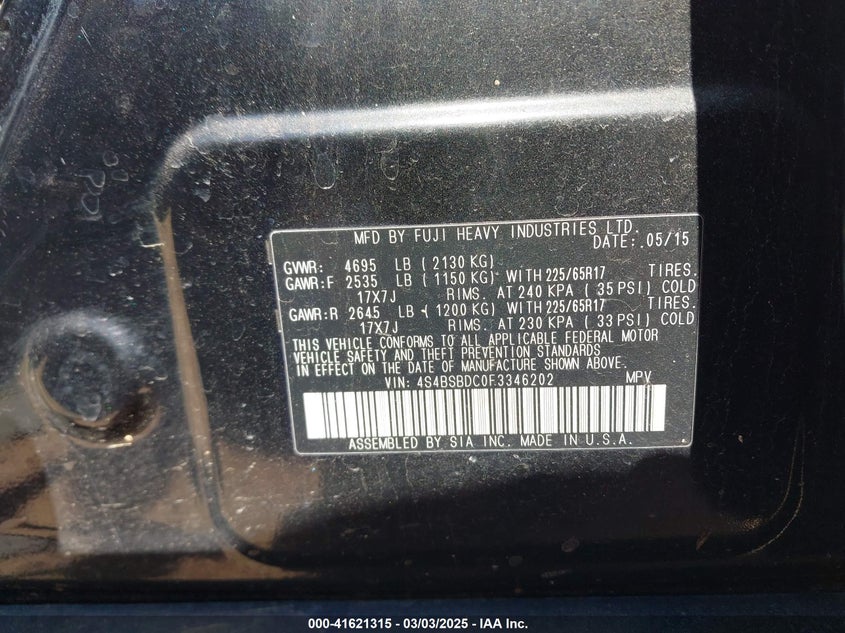 MFD BY FUJI HEAVY INDUSTRIES LTD.
DATE: .05/15
GVWR: 4695 LB ( 2130 KG)
GAWR:F 2535 LB ( 1150 KG) WITH 225/65R17 TIRES.
17X7J RIMS. AT 240 KPA ( 35 PSI) COLD
GAWR:R 2645 LB ( 1200 KG) WITH 225/65R17 TIRES.
17X7J RIMS. AT 230 KPA ( 33 PSI) COLD
THIS VEHICLE CONFORMS TO ALL APPLICABLE FEDERAL MOTOR
VEHICLE SAFETY AND THEFT PREVENTION STANDARDS
IN EFFECT ON THE DATE OF MANUFACTURE SHOWN ABOVE.
VIN: 4S4BSBDC0F3346202 MPV
ASSEMBLED BY SIA INC. MADE IN U.S.A.
000-41621315 - 03/03/2025 - IAA Inc.